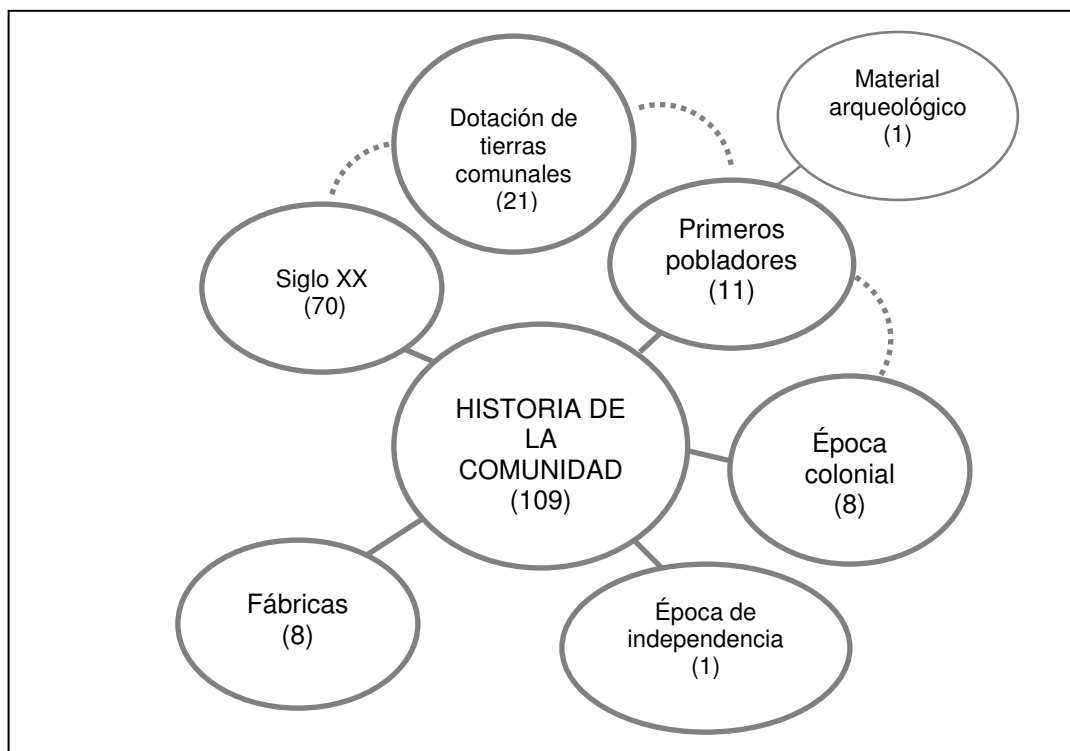 Material
arqueológico
(1)
Dotación de
tierras
comunales
(21)
Primeros
pobladores
(11)
Siglo XX
(70)
HISTORIA DE
LA
COMUNIDAD
(109)
Época
colonial
(8)
Fábricas
(8)
Época de
independencia
(1)